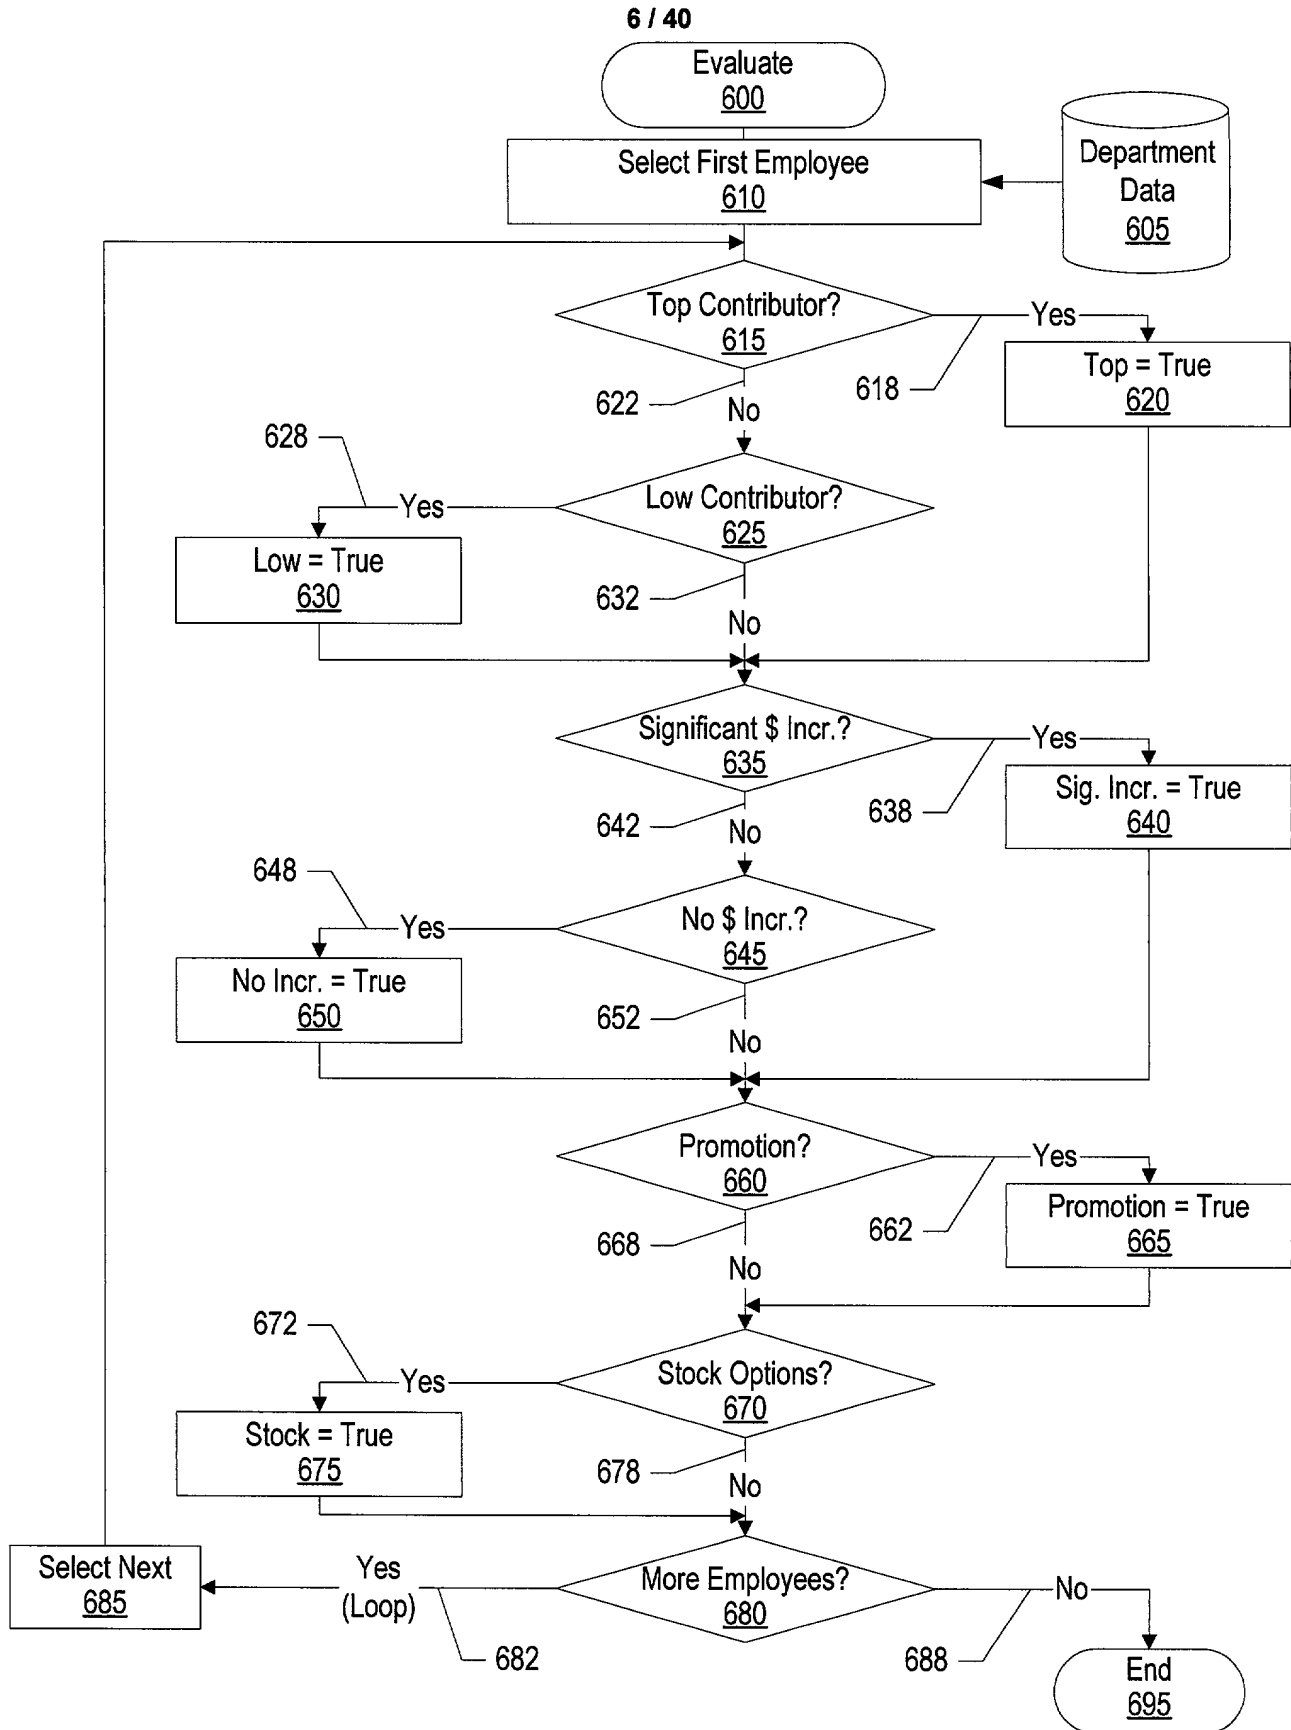 6 / 40
Evaluate
600
Department
Data
605
Select First Employee
610
Top Contributor?
615
Yes
618
Top = True
620
622
No
628
Yes
Low Contributor?
625
Low = True
630
632
No
Significant $ Incr.?
635
Yes
638
Sig. Incr. = True
640
642
No
648
Yes
No $ Incr.?
645
No Incr. = True
650
652
No
Promotion?
660
Yes
662
Promotion = True
665
668
No
672
Yes
Stock Options?
670
Stock = True
675
678
No
Select Next
685
Yes
(Loop)
682
More Employees?
680
No
688
End
695